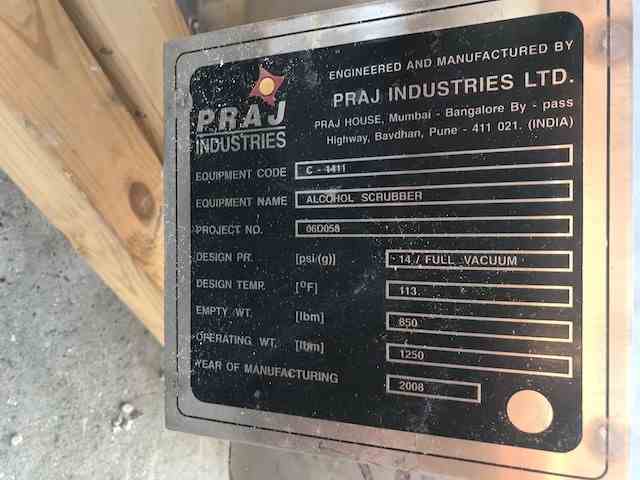 PRAJ
INDUSTRIES
ENGINEERED AND MANUFACTURED BY
PRAJ INDUSTRIES LTD.
PRAJ HOUSE, Mumbai - Bangalore By - pass
Highway, Bavdhan, Pune - 411 021. (INDIA)
EQUIPMENT CODE C - 1411
EQUIPMENT NAME ALCOHOL SCRUBBER
PROJECT NO. 06D058
DESIGN PR. [psi(g)] 14 / FULL VACUUM
DESIGN TEMP. [°F] 113.
EMPTY WT. [lbm] 650
OPERATING WT. [lbm] 1250
YEAR OF MANUFACTURING 2008